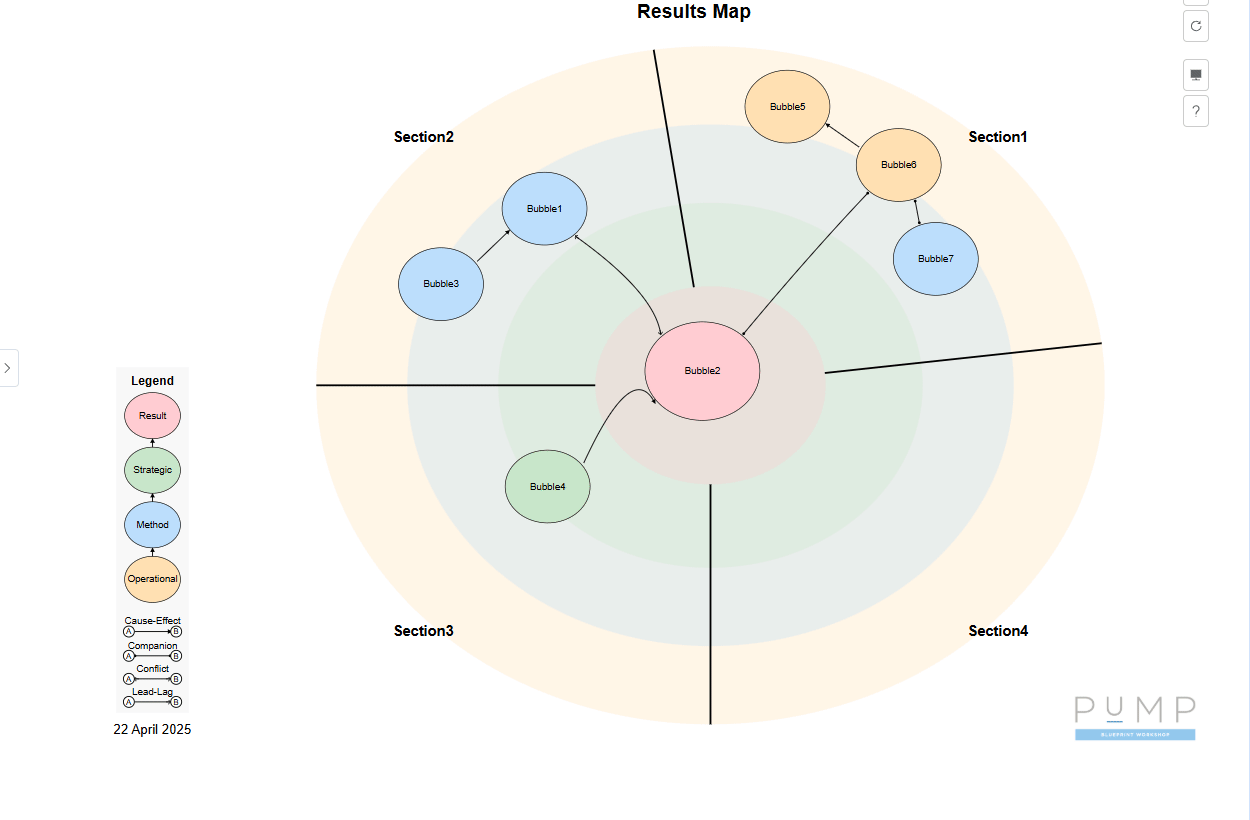 Results Map
Section2
Section1
Bubble5
Bubble6
Bubble1
Bubble7
Bubble3
Bubble2
Bubble4
Section3
Section4
Legend
Result
Strategic
Method
Operational
Cause-Effect
A B
Companion
A B
Conflict
A B
Lead-Lag
A B
22 April 2025
?
PUMP
BLUEPRINT WORKSHOP